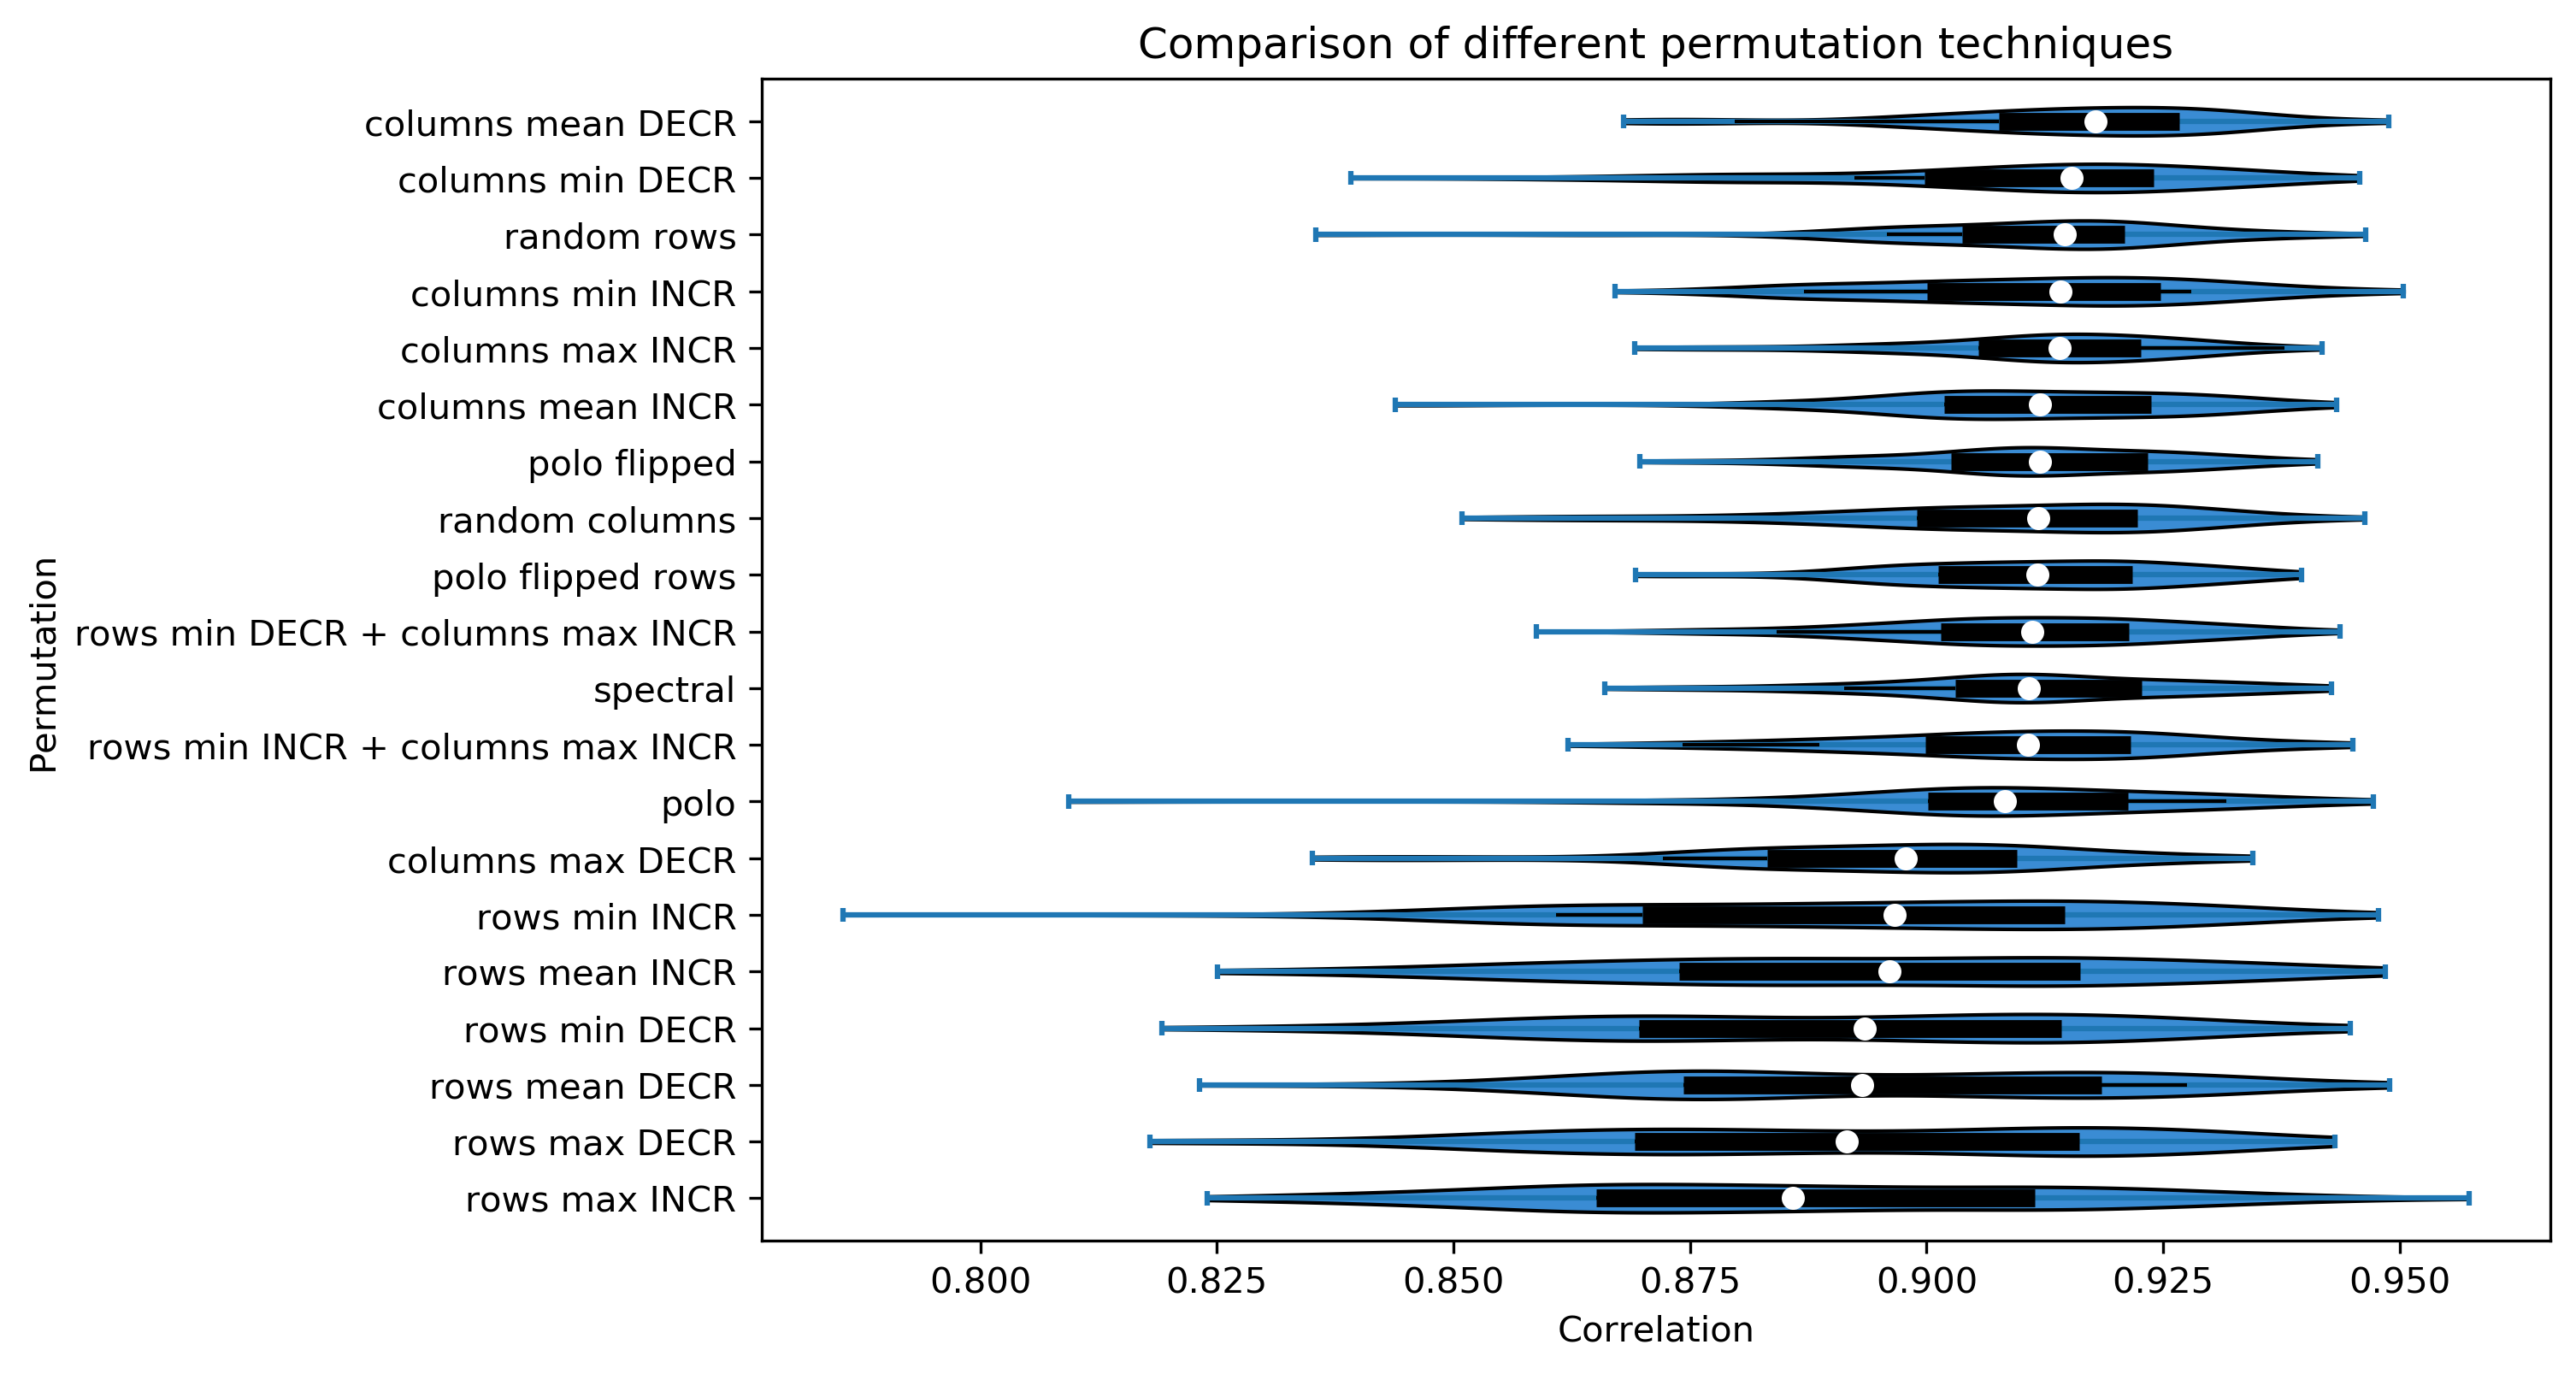 Comparison of different permutation techniques
Permutation
columns mean DECR
columns min DECR
random rows
columns min INCR
columns max INCR
columns mean INCR
polo flipped
random columns
polo flipped rows
rows min DECR + columns max INCR
spectral
rows min INCR + columns max INCR
polo
columns max DECR
rows min INCR
rows mean INCR
rows min DECR
rows mean DECR
rows max DECR
rows max INCR
0.800 0.825 0.850 0.875 0.900 0.925 0.950
Correlation